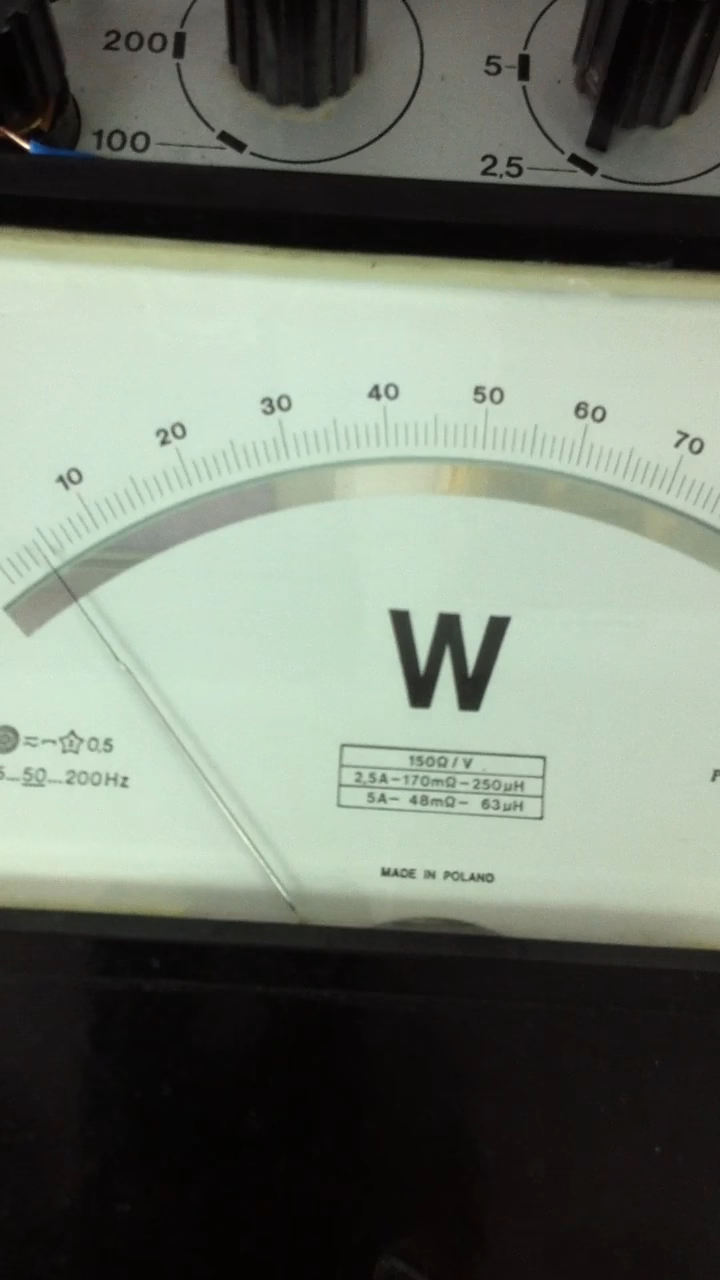 200
5
100
2,5
10 20 30 40 50 60 70
W
0,5
50 200Hz
150Ω/V
2,5A-170mΩ-250µH
5A- 48mΩ- 63µH
MADE IN POLAND